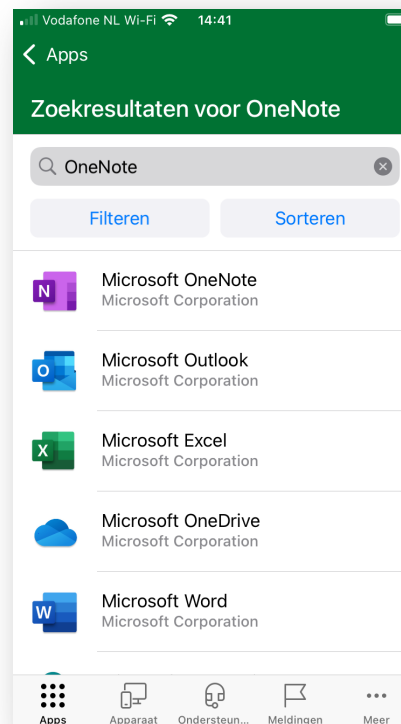 Vodafone NL Wi-Fi 14:41
Apps
Zoekresultaten voor OneNote
OneNote
Filteren Sorteren
N
Microsoft OneNote
Microsoft Corporation
O
Microsoft Outlook
Microsoft Corporation
X
Microsoft Excel
Microsoft Corporation
Microsoft OneDrive
Microsoft Corporation
W
Microsoft Word
Microsoft Corporation
Apps Apparaat Ondersteun... Meldingen Meer